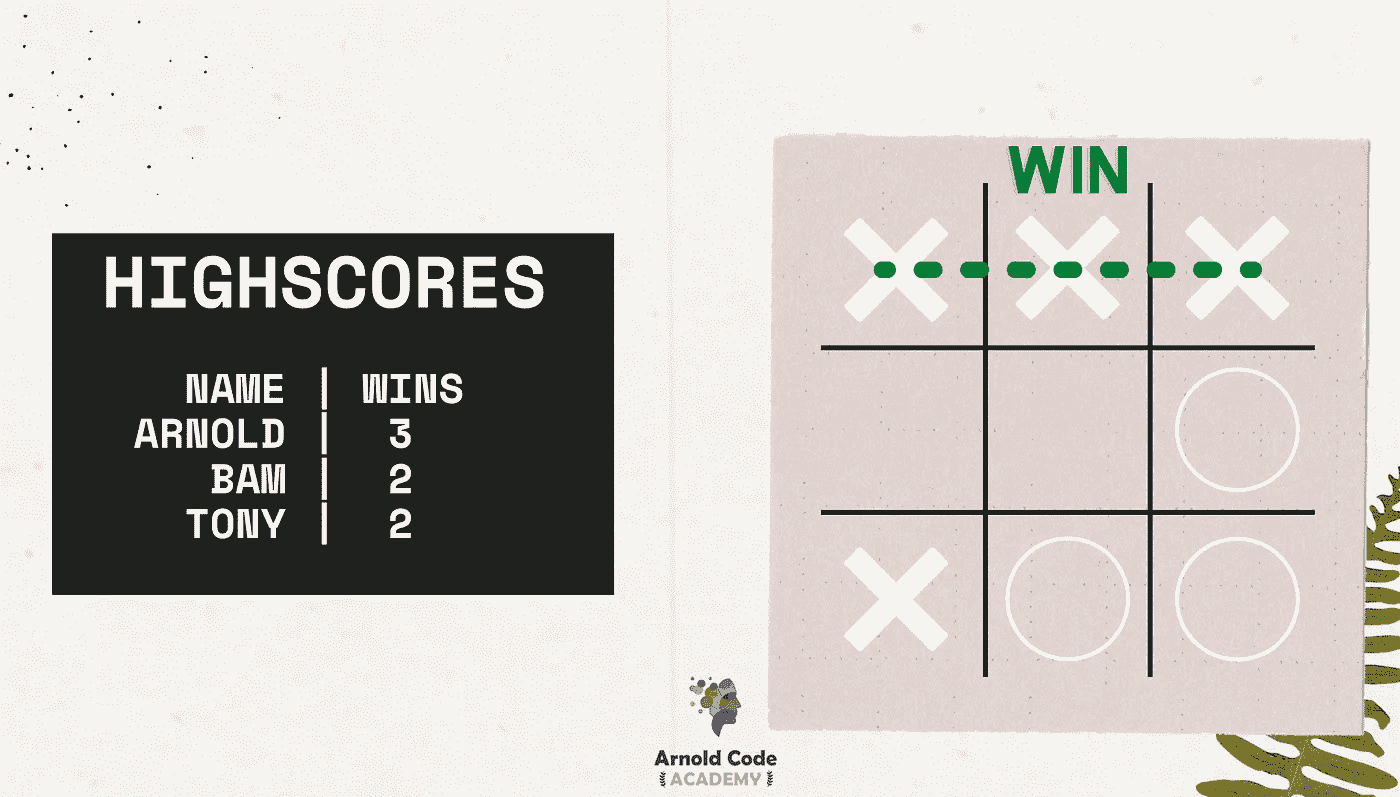 HIGHSCORES
NAME | WINS
ARNOLD | 3
BAM | 2
TONY | 2
WIN
Arnold Code
ACADEMY